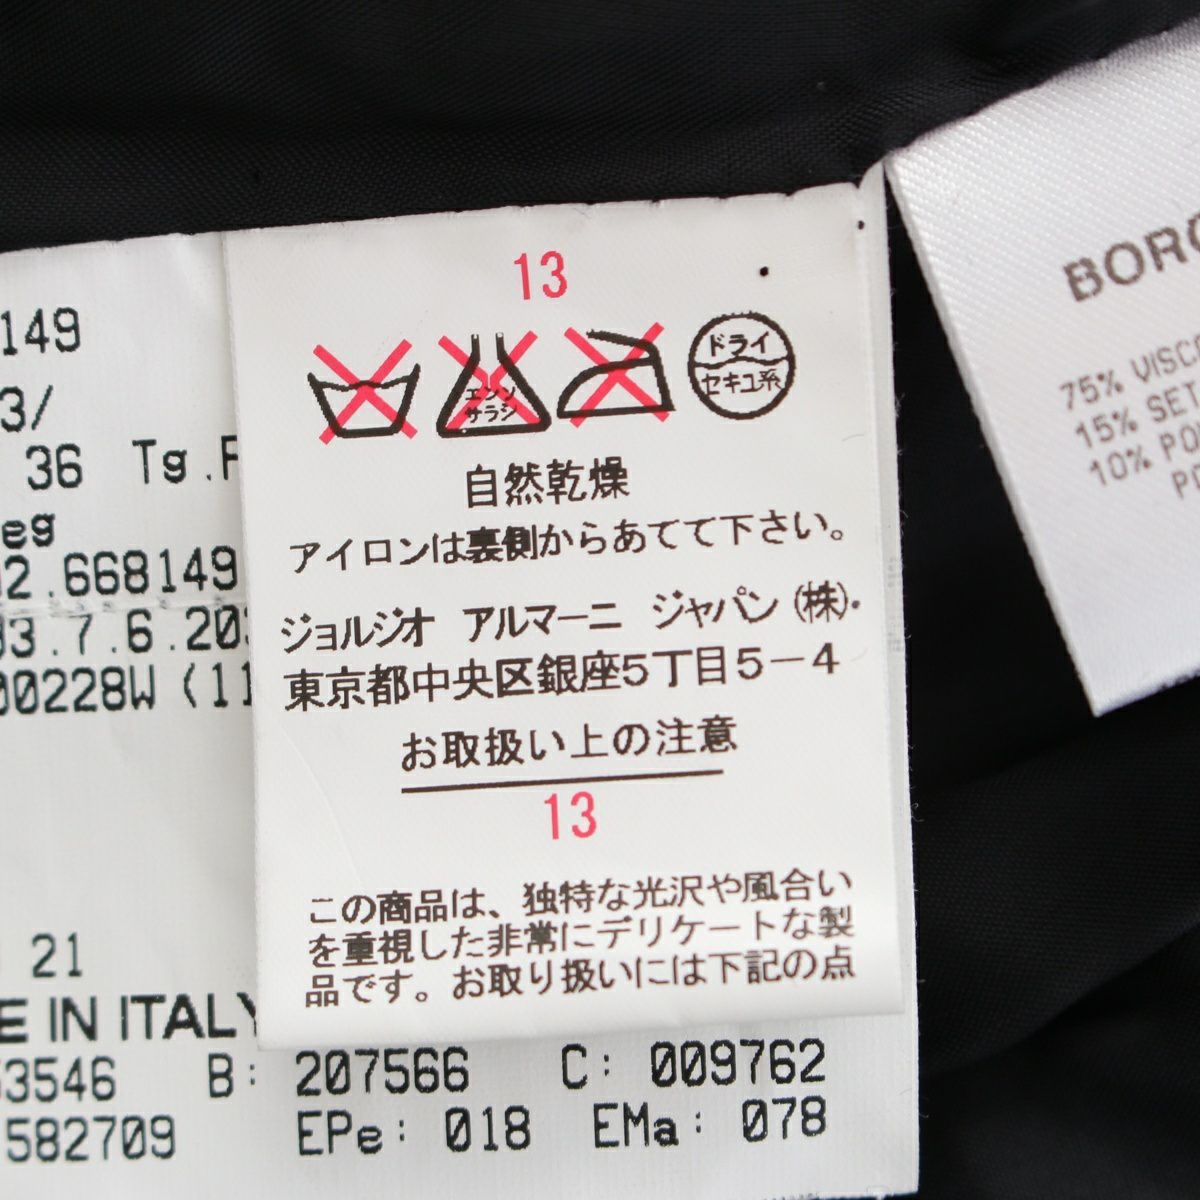 149
3/
36 Tg.
eg
2.668149
3.7.6.20
00228W (11
21
E IN ITALY
3546 B: 207566 C: 009762
582709 EPe: 018 EMa: 078
13
エンソ
サラシ
ドライ
セキユ系
自然乾燥
アイロンは裏側からあてて下さい。
ジョルジオ アルマーニ ジャパン(株).
東京都中央区銀座5丁目5-4
お取扱い上の注意
13
この商品は、独特な光沢や風合い
を重視した非常にデリケートな製
品です。お取り扱いには下記の点
BORG
75% VISC
15% SET
10% PO